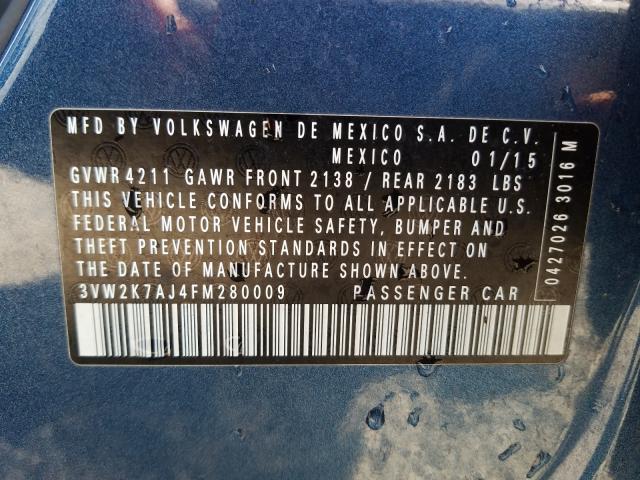 MFD BY VOLKSWAGEN DE MEXICO S.A. DE C.V.
MEXICO 01/15
GVWR 4211 GAWR FRONT 2138 / REAR 2183 LBS
THIS VEHICLE CONFORMS TO ALL APPLICABLE U.S.
FEDERAL MOTOR VEHICLE SAFETY, BUMPER AND
THEFT PREVENTION STANDARDS IN EFFECT ON
THE DATE OF MANUFACTURE SHOWN ABOVE.
3VW2K7AJ4FM280009 PASSENGER CAR
0427026 3016 M